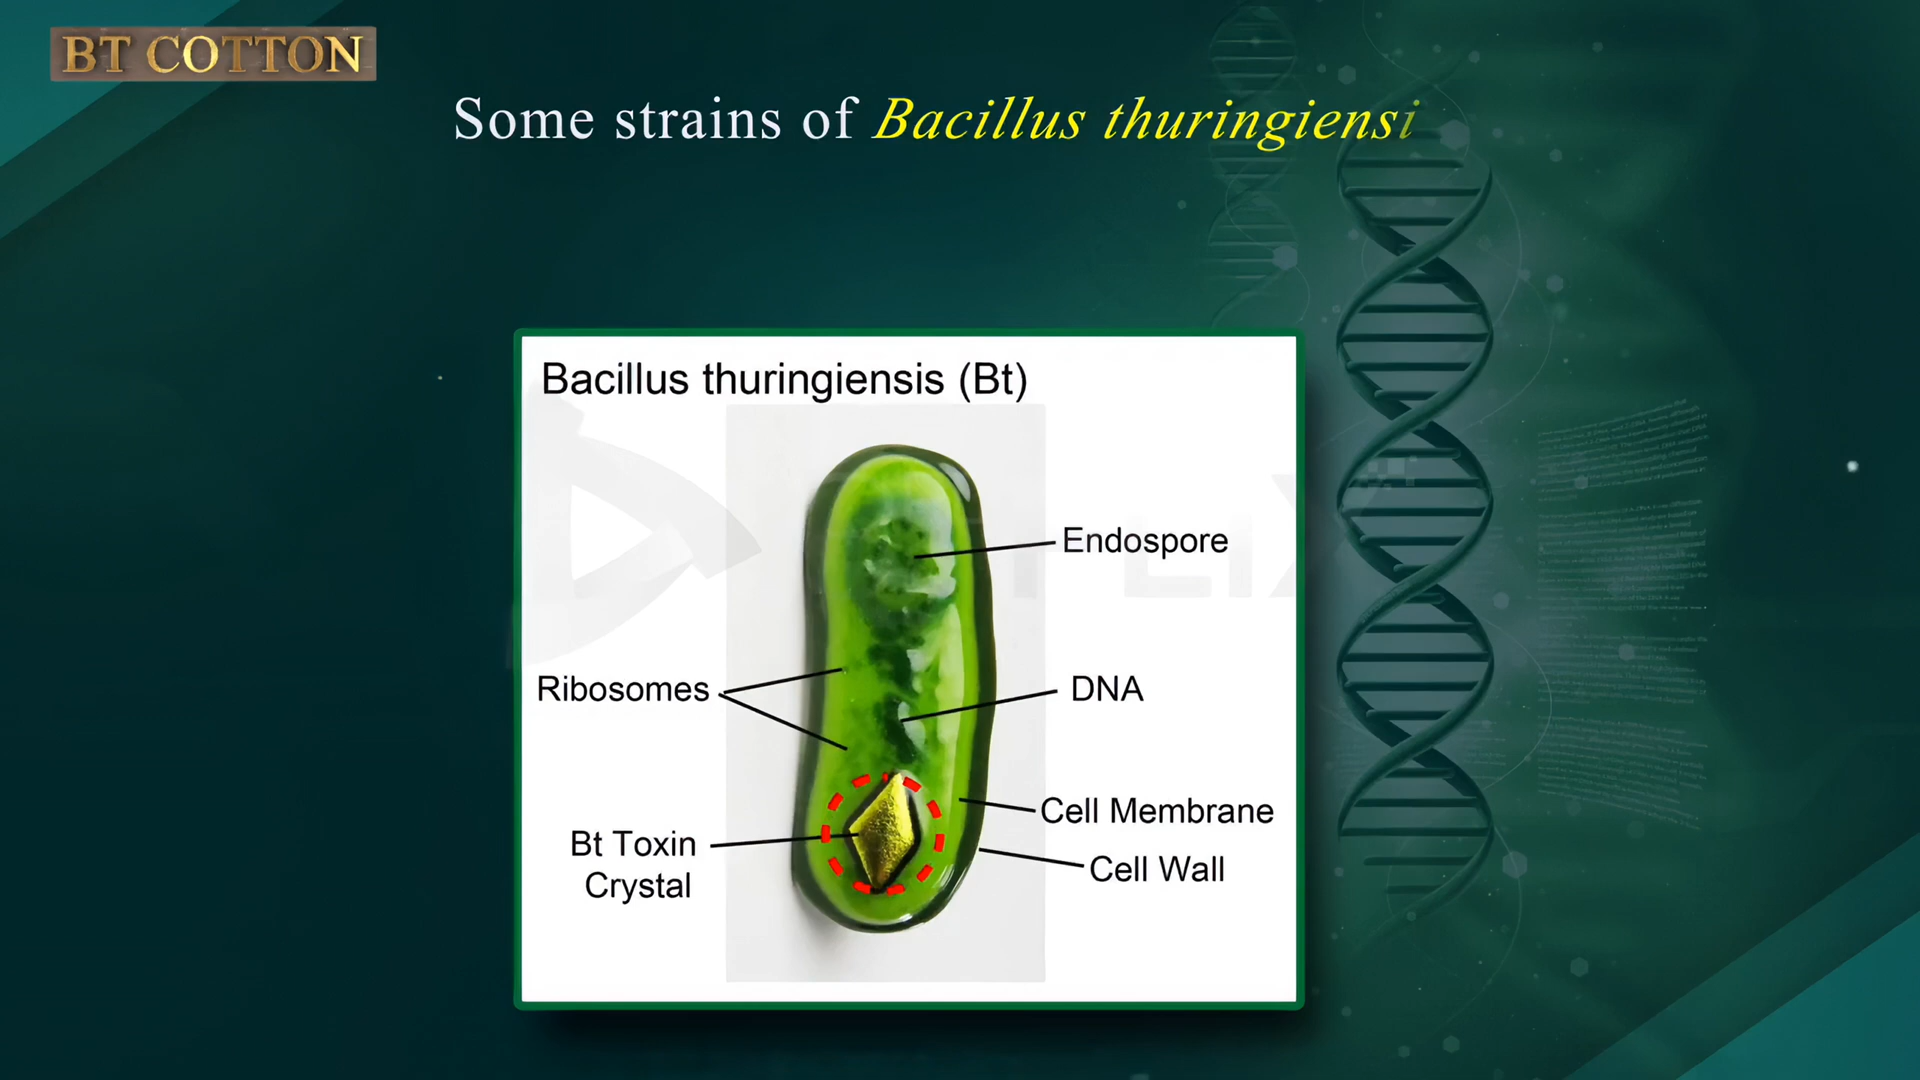 BT COTTON
Some strains of Bacillus thuringiensi
Bacillus thuringiensis (Bt)
Endospore
Ribosomes
DNA
Cell Membrane
Bt Toxin
Crystal
Cell Wall